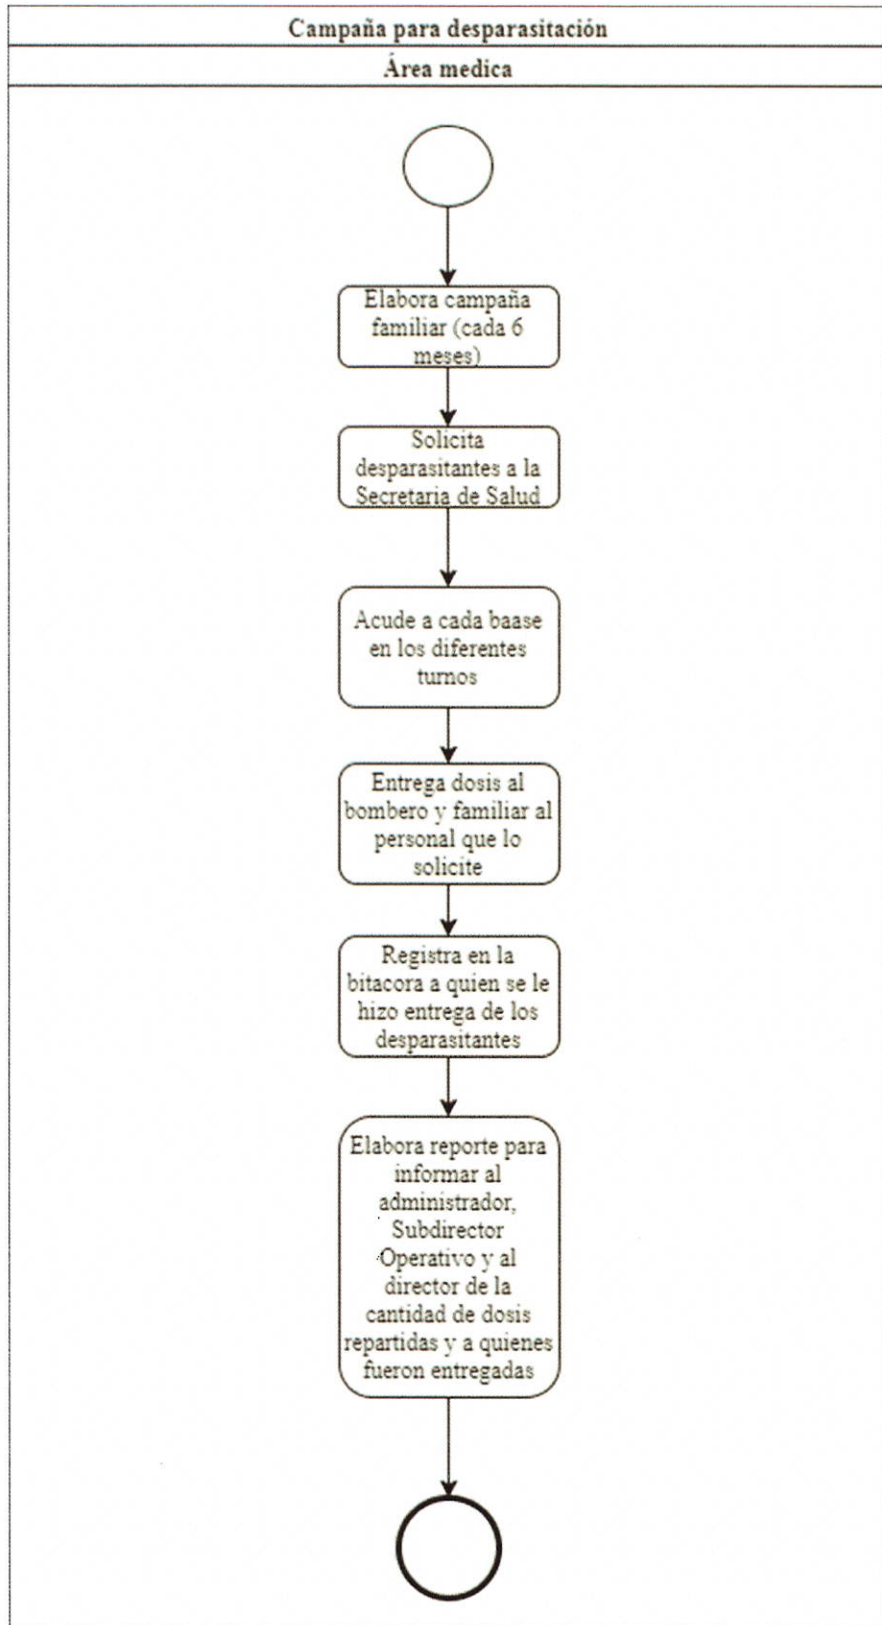 Campaña para desparasitación
Área medica
Elabora campaña
familiar (cada 6
meses)
Solicita
desparasitantes a la
Secretaria de Salud
Acude a cada baase
en los diferentes
turnos
Entrega dosis al
bombero y familiar al
personal que lo
solicite
Registra en la
bitacora a quien se le
hizo entrega de los
desparasitantes
Elabora reporte para
informar al
administrador,
Subdirector
Operativo y al
director de la
cantidad de dosis
repartidas y a quienes
fueron entregadas